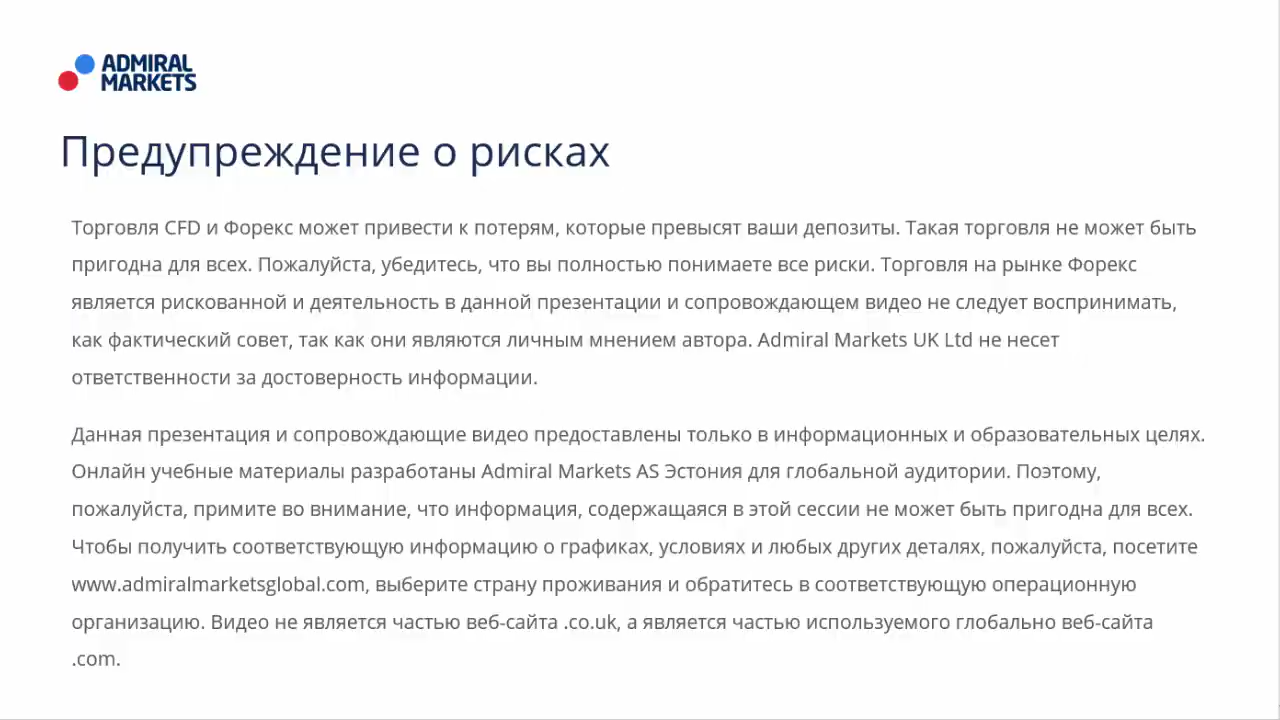 ADMIRAL
MARKETS
Предупреждение о рисках
Торговля CFD и Форекс может привести к потерям, которые превысят ваши депозиты. Такая торговля не может быть
пригодна для всех. Пожалуйста, убедитесь, что вы полностью понимаете все риски. Торговля на рынке Форекс
является рискованной и деятельность в данной презентации и сопровождающем видео не следует воспринимать,
как фактический совет, так как они являются личным мнением автора. Admiral Markets UK Ltd не несет
ответственности за достоверность информации.
Данная презентация и сопровождающие видео предоставлены только в информационных и образовательных целях.
Онлайн учебные материалы разработаны Admiral Markets AS Эстония для глобальной аудитории. Поэтому,
пожалуйста, примите во внимание, что информация, содержащаяся в этой сессии не может быть пригодна для всех.
Чтобы получить соответствующую информацию о графиках, условиях и любых других деталях, пожалуйста, посетите
www.admiralmarketsglobal.com, выберите страну проживания и обратитесь в соответствующую операционную
организацию. Видео не является частью веб-сайта .co.uk, а является частью используемого глобально веб-сайта
.com.